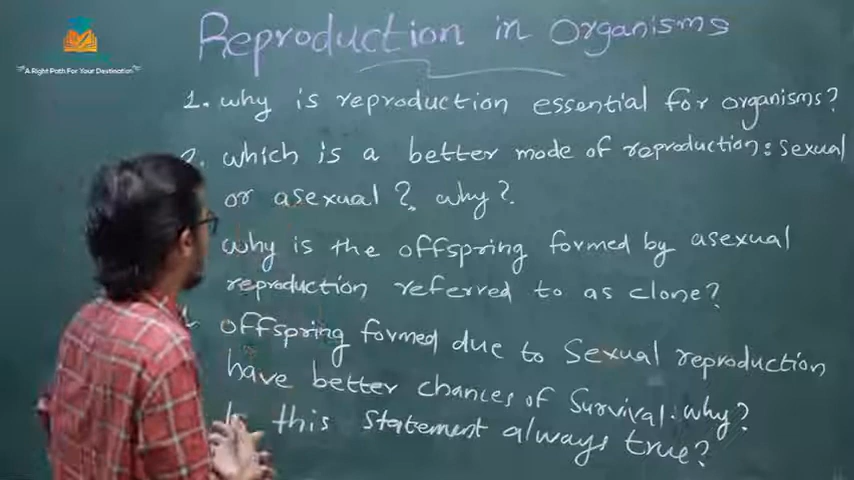 Reproduction in Organisms
"A Right Path For Your Destination"
1. why is reproduction essential for organisms?
2. which is a better mode of reproduction: sexual
or asexual? why?.
why is the offspring formed by asexual
reproduction referred to as clone?
offspring formed due to sexual reproduction
have better chances of survival. why?
this statement always true?